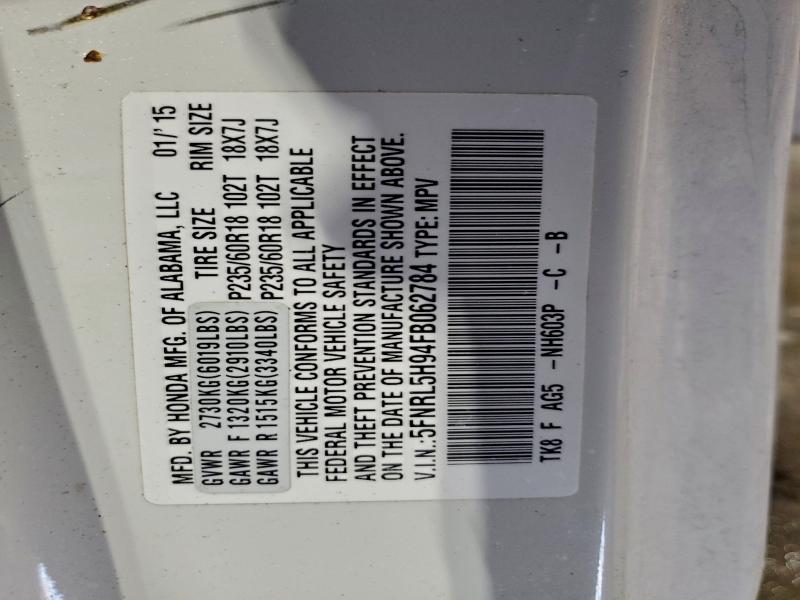 MFD. BY HONDA MFG. OF ALABAMA, LLC 01/'15
GVWR 2730KG(6019LBS) TIRE SIZE RIM SIZE
GAWR F 1320KG(2910LBS) P235/60R18 102T 18X7J
GAWR R 1515KG(3340LBS) P235/60R18 102T 18X7J
THIS VEHICLE CONFORMS TO ALL APPLICABLE
FEDERAL MOTOR VEHICLE SAFETY
AND THEFT PREVENTION STANDARDS IN EFFECT
ON THE DATE OF MANUFACTURE SHOWN ABOVE.
V.I.N.:5FNRL5H94FB062784 TYPE: MPV
TK8 F AG5 -NH603P -C -B